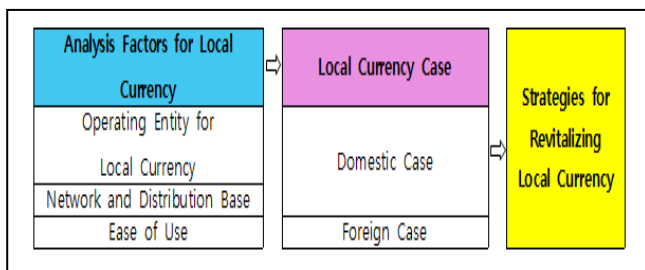 Analysis Factors for Local
Currency
Operating Entity for
Local Currency
Network and Distribution Base
Ease of Use
Local Currency Case
Domestic Case
Foreign Case
Strategies for
Revitalizing
Local Currency